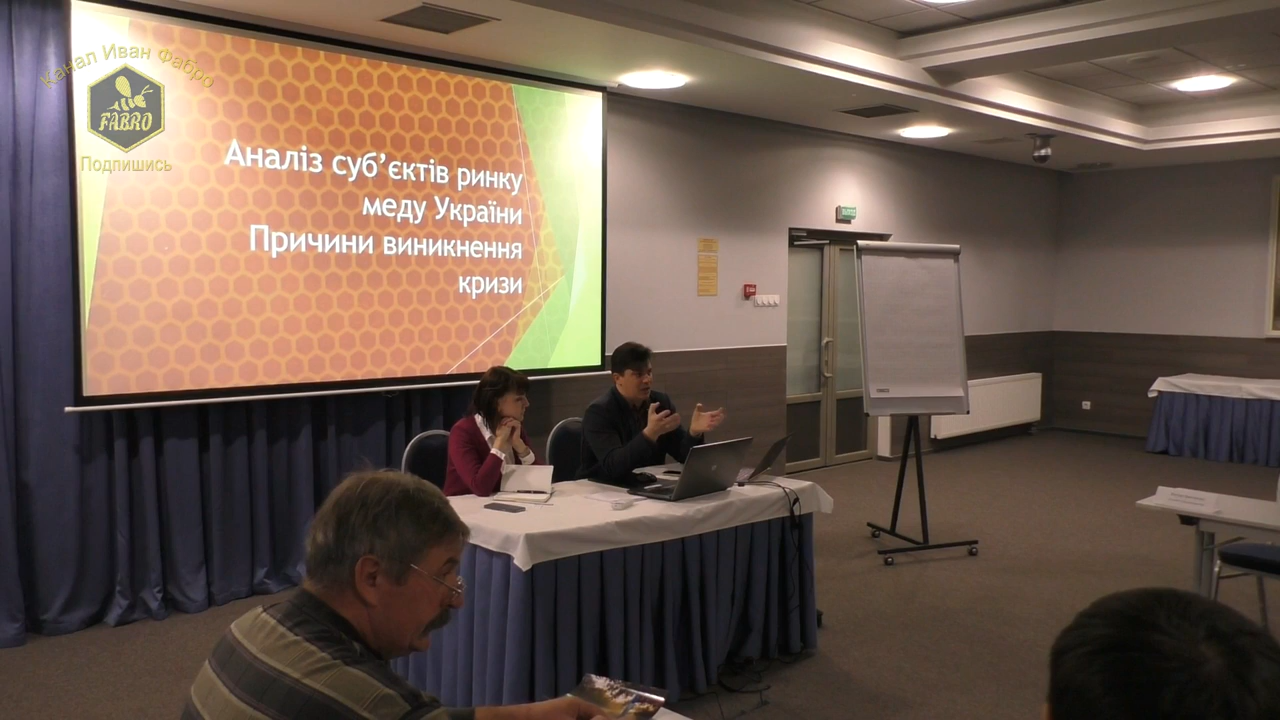 Канал Иван Фабро
FABRO
Подпишись
Аналіз суб’єктів ринку
меду України
Причини виникнення
кризи